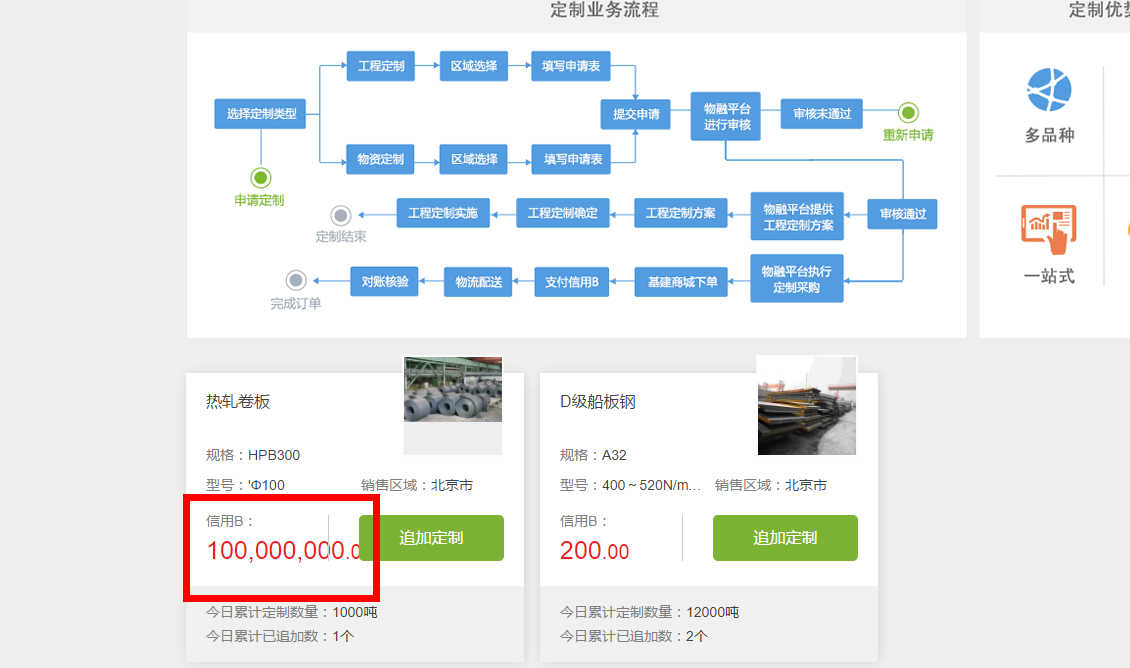 定制业务流程
定制优势
工程定制
区域选择
填写申请表
选择定制类型
提交申请
物融平台
进行审核
审核未通过
重新申请
物资定制
区域选择
填写申请表
申请定制
定制结束
工程定制实施
工程定制确定
工程定制方案
物融平台提供
工程定制方案
审核通过
完成订单
对账核验
物流配送
支付信用B
基建商城下单
物融平台执行
定制采购
多品种
一站式
热轧卷板
规格：HPB300
型号：'Φ100
销售区域：北京市
信用B：
100,000,000.0
追加定制
今日累计定制数量：1000吨
今日累计已追加数：1个
D级船板钢
规格：A32
型号：400～520N/m...
销售区域：北京市
信用B：
200.00
追加定制
今日累计定制数量：12000吨
今日累计已追加数：2个